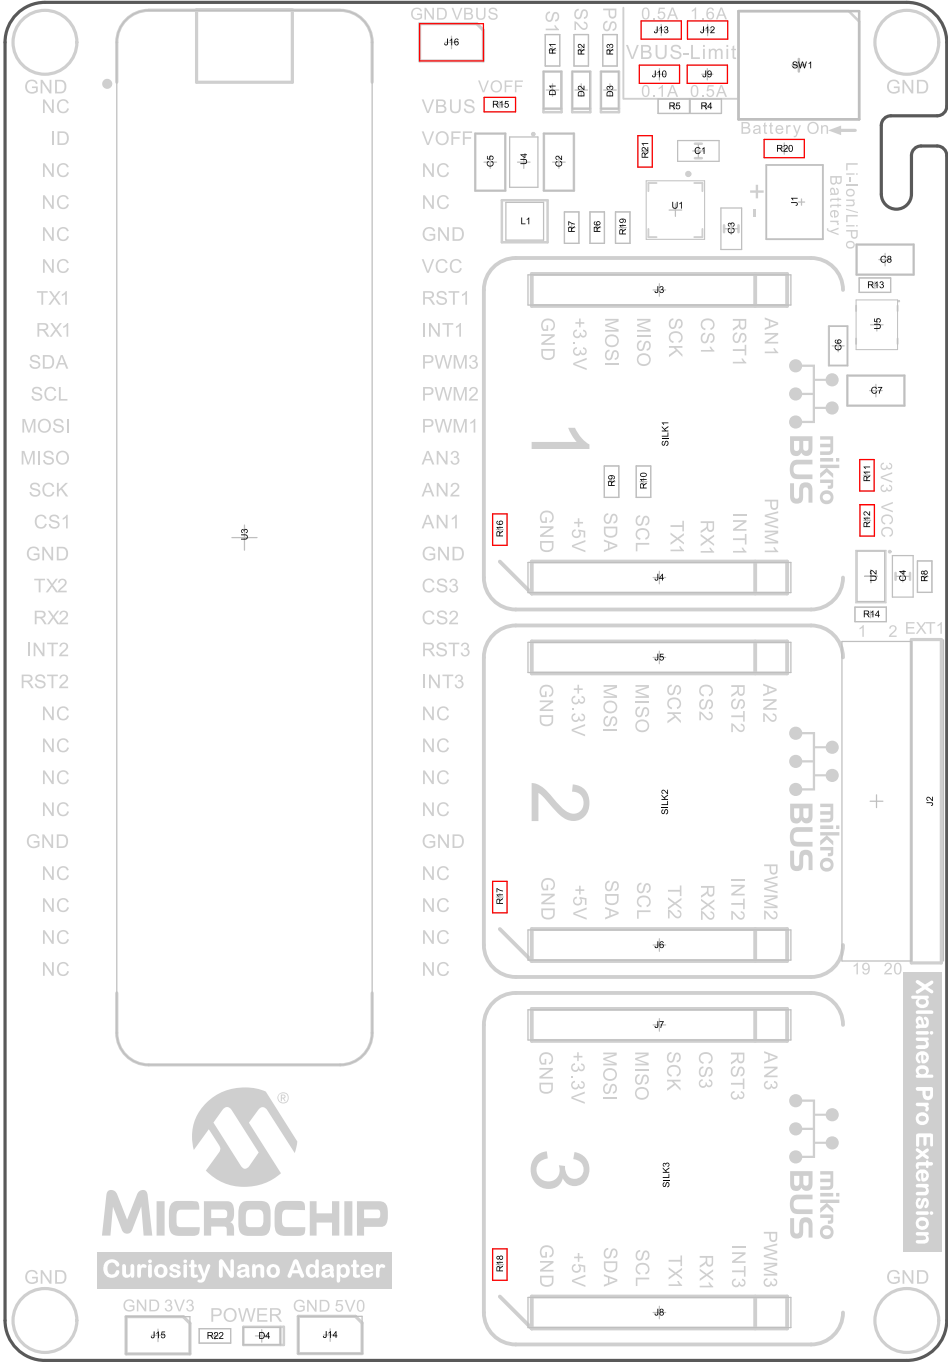 GND VBUS
J16
S1
S2
PS
0.5A 1.6A
J13 J12
VBUS-Limit
J10 J9
0.1A 0.5A
R1
R2
R3
D1
D2
D3
R5 R4
SW1
Battery On
GND
GND
VOFF
R15
NC VBUS
ID VOFF
NC NC
NC NC
NC GND
NC VCC
TX1 RST1
RX1 INT1
SDA PWM3
SCL PWM2
MOSI PWM1
MISO AN3
SCK AN2
CS1 AN1
GND GND
TX2 CS3
RX2 CS2
INT2 RST3
RST2 INT3
NC NC
NC NC
NC NC
NC NC
GND GND
NC NC
NC NC
NC NC
NC NC
U3
C5
U4
C2
R21
C1
R20
L1
R7
R6
R19
U1
C3
+
-
J1
Li-Ion/LiPo
Battery
C8
R13
U5
C6
C7
J3
GND
+3.3V
MOSI
MISO
SCK
CS1
RST1
AN1
1
SILK1
mikro
BUS
R9
R10
R16
GND
+5V
SDA
SCL
TX1
RX1
INT1
PWM1
J4
R11
3V3
R12
VCC
U2
C4
R8
R14
1 2 EXT1
J2
19 20
J5
GND
+3.3V
MOSI
MISO
SCK
CS2
RST2
AN2
2
SILK2
mikro
BUS
R17
GND
+5V
SDA
SCL
TX2
RX2
INT2
PWM2
J6
Xplained Pro Extension
J7
GND
+3.3V
MOSI
MISO
SCK
CS3
RST3
AN3
3
SILK3
mikro
BUS
R18
GND
+5V
SDA
SCL
TX1
RX1
INT3
PWM3
J8
®
MICROCHIP
Curiosity Nano Adapter
GND
GND
GND 3V3
POWER
GND 5V0
J15
R22
D4
J14